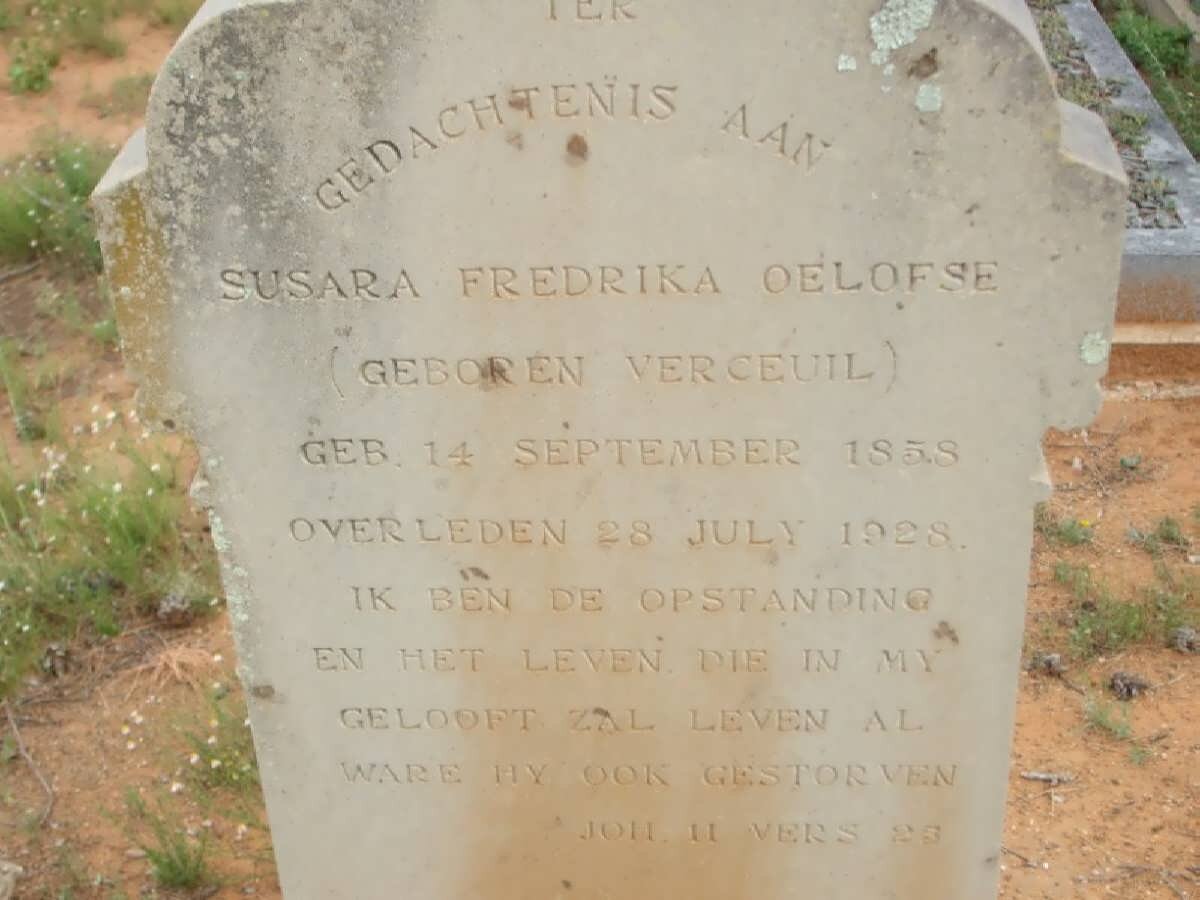 TER
GEDACHTENIS AAN
SUSARA FREDRIKA OELOFSE
(GEBOREN VERCEUIL)
GEB. 14 SEPTEMBER 1858
OVERLEDEN 28 JULY 1928.
IK BEN DE OPSTANDING
EN HET LEVEN. DIE IN MY
GELOOFT ZAL LEVEN AL
WARE HY OOK GESTORVEN
JOH. 11 VERS 25